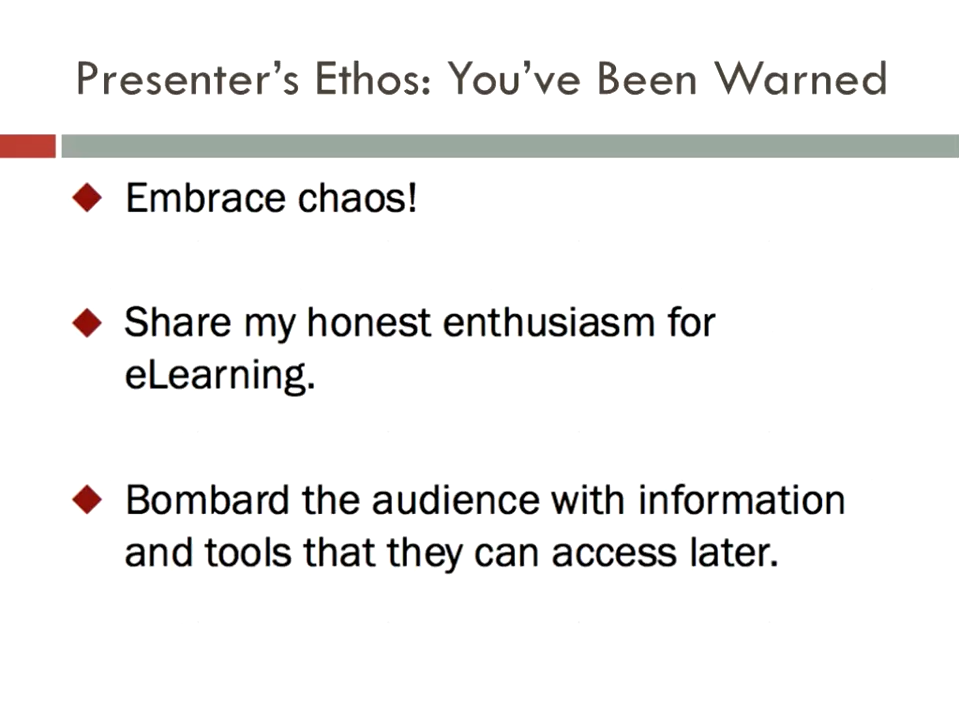 Presenter’s Ethos: You’ve Been Warned
Embrace chaos!
Share my honest enthusiasm for
eLearning.
Bombard the audience with information
and tools that they can access later.